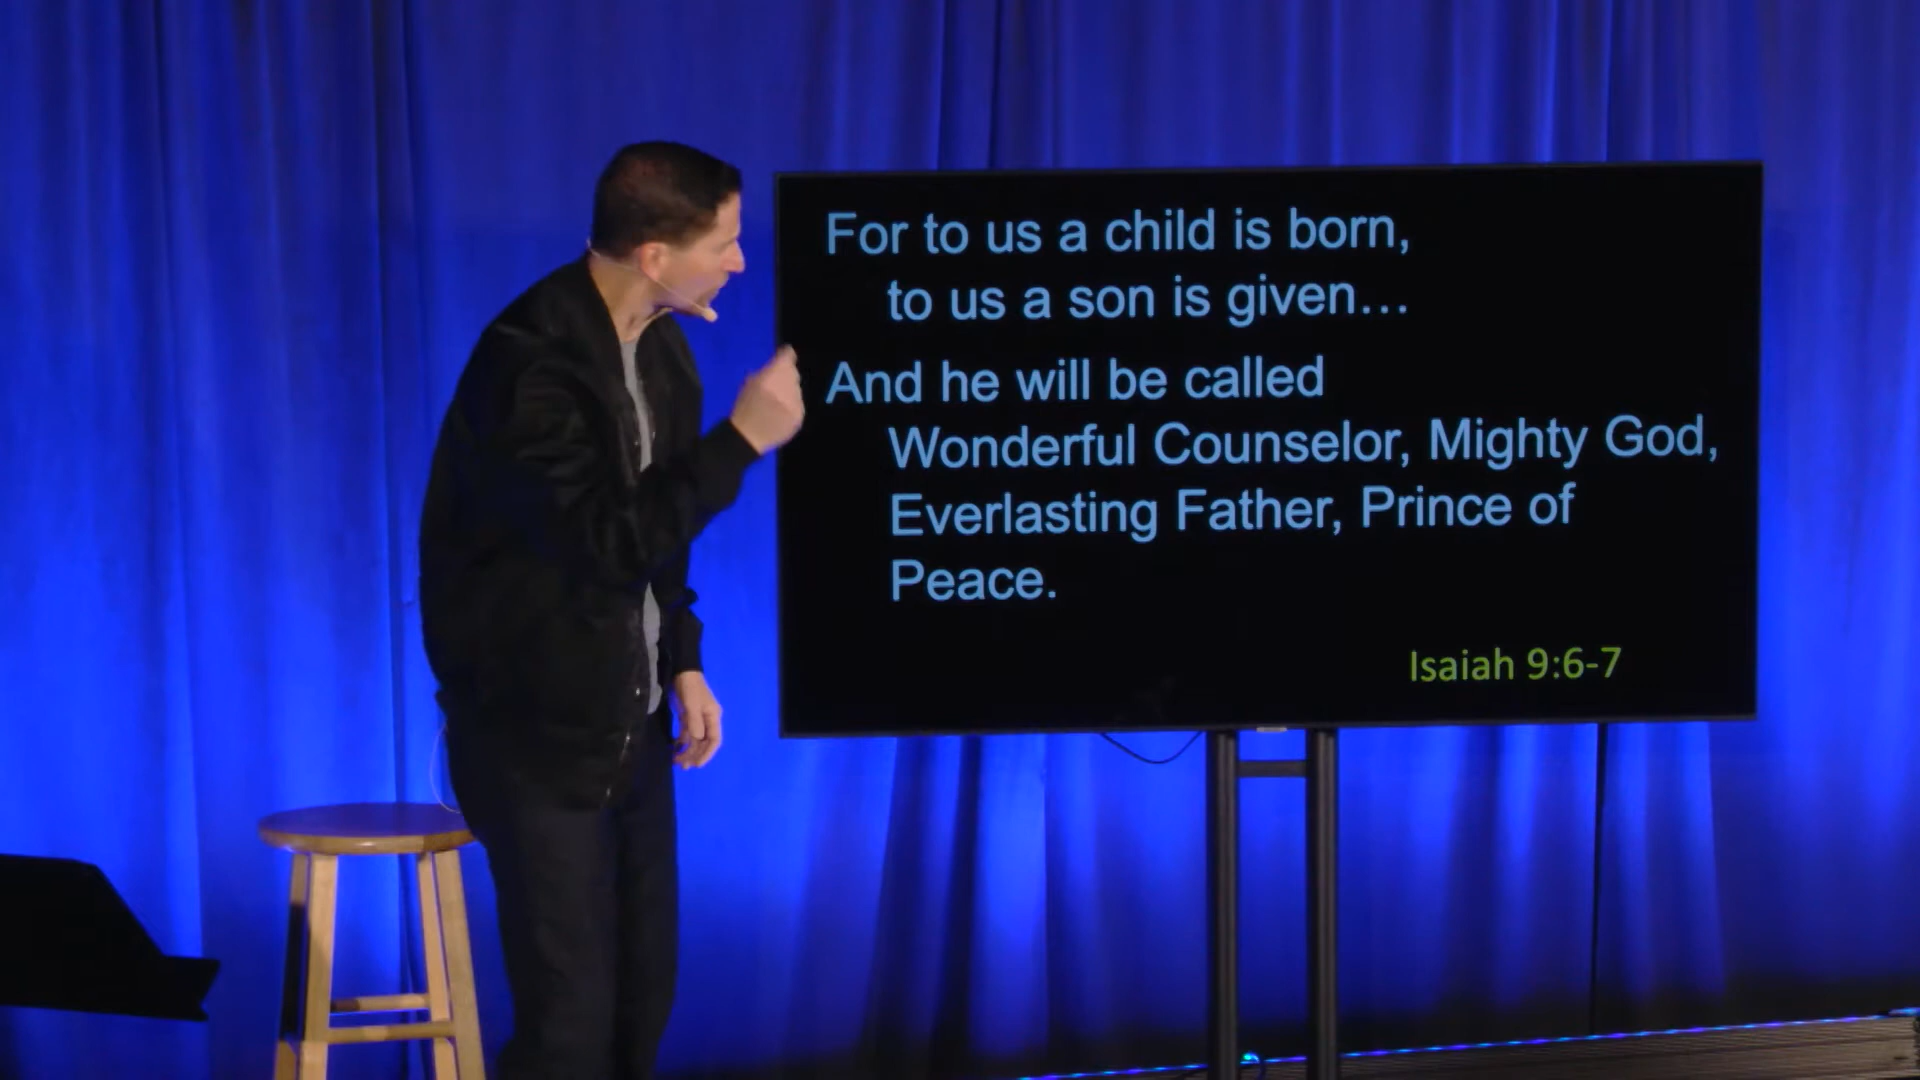 For to us a child is born,
to us a son is given…
And he will be called
Wonderful Counselor, Mighty God,
Everlasting Father, Prince of
Peace.
Isaiah 9:6-7